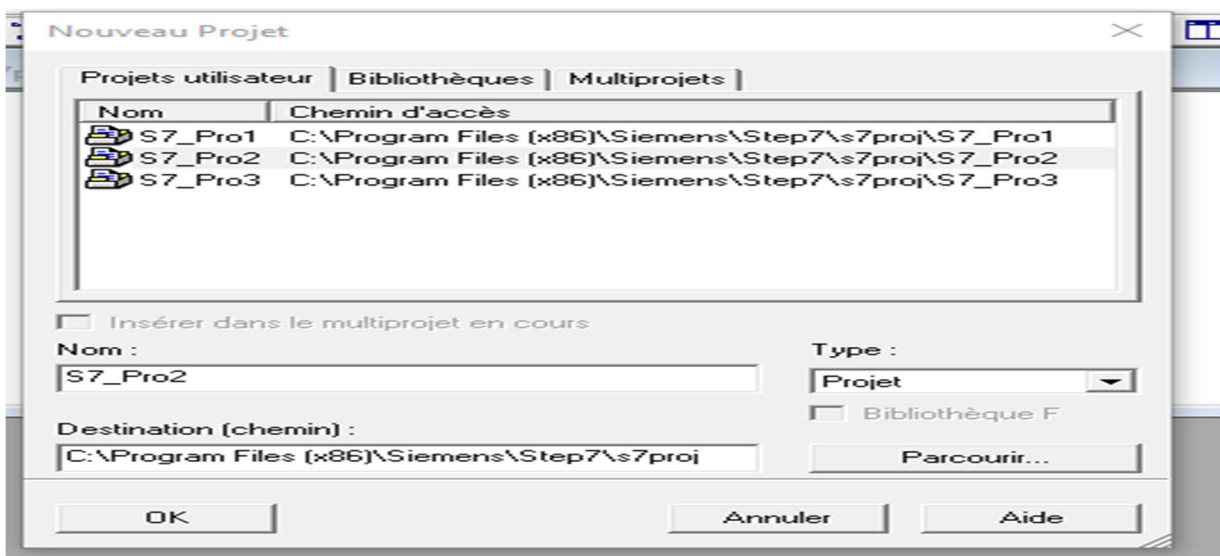 Nouveau Projet
Projets utilisateur Bibliothèques Multiprojets
Nom Chemin d'accès
S7_Pro1 C:\Program Files (x86)\Siemens\Step7\s7proj\S7_Pro1
S7_Pro2 C:\Program Files (x86)\Siemens\Step7\s7proj\S7_Pro2
S7_Pro3 C:\Program Files (x86)\Siemens\Step7\s7proj\S7_Pro3
Insérer dans le multiprojet en cours
Nom : Type :
S7_Pro2 Projet
Bibliothèque F
Destination (chemin) :
C:\Program Files (x86)\Siemens\Step7\s7proj Parcourir...
OK Annuler Aide